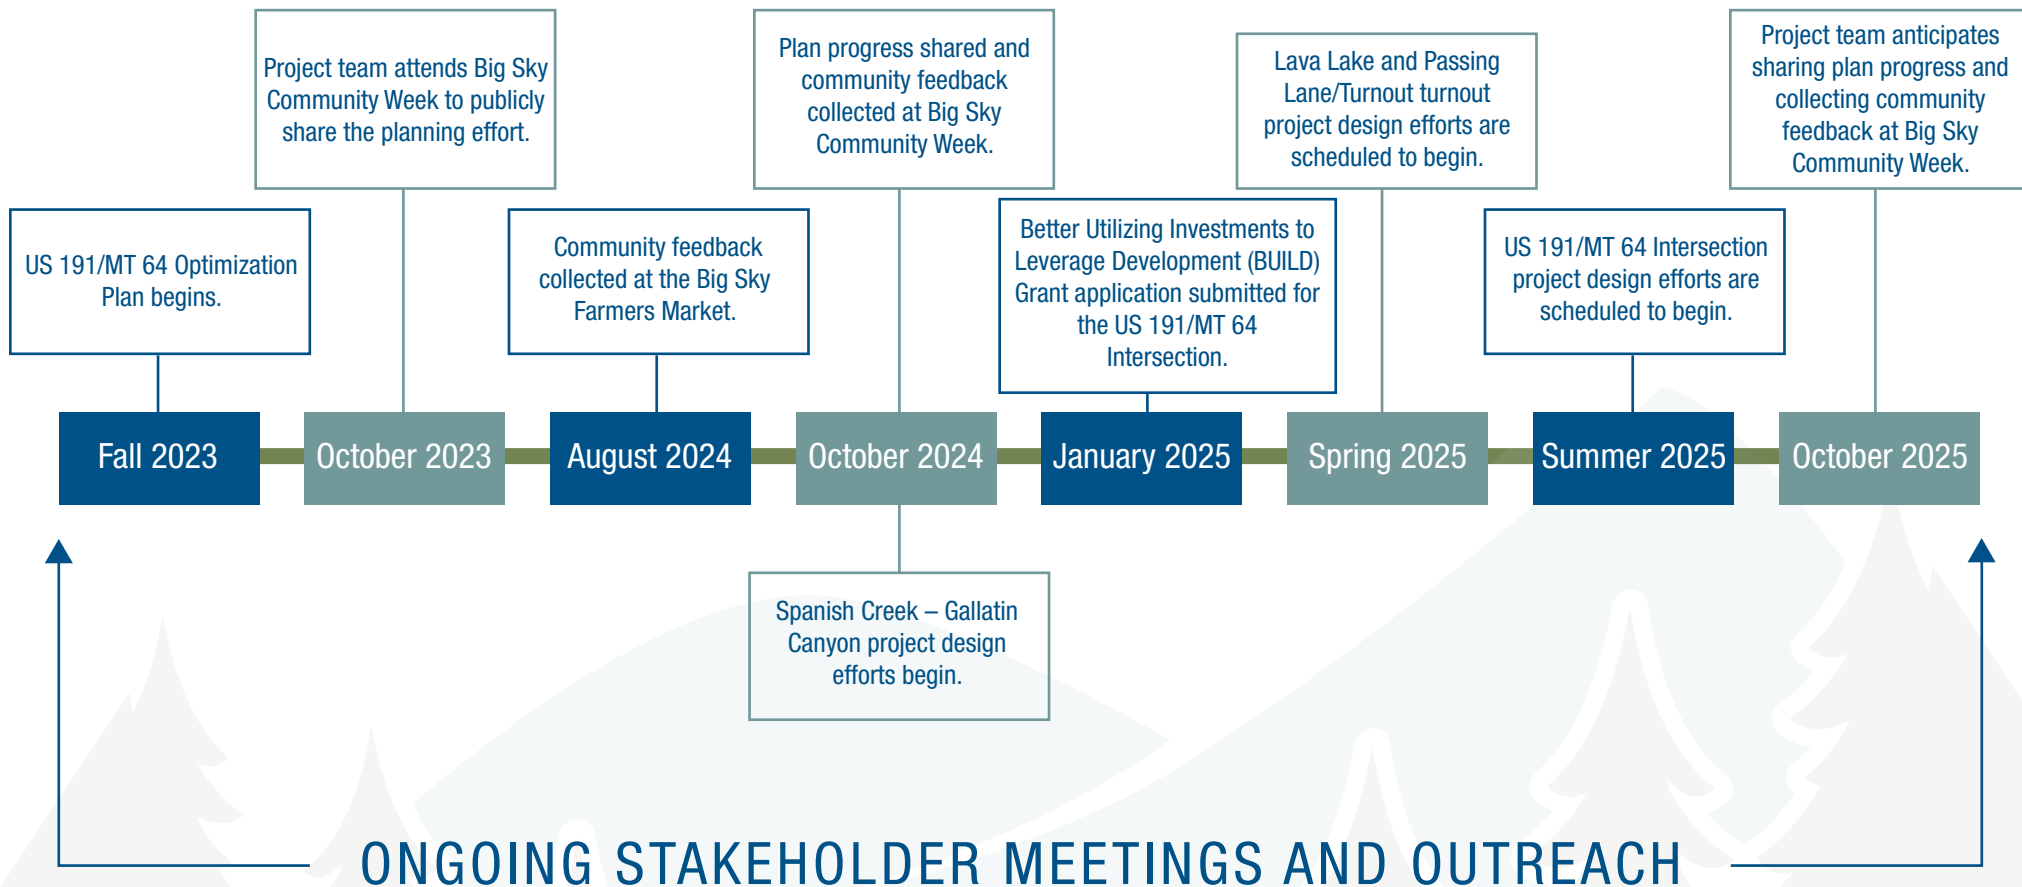 US 191/MT 64 Optimization
Plan begins.
Fall 2023
Project team attends Big Sky
Community Week to publicly
share the planning effort.
October 2023
Community feedback
collected at the Big Sky
Farmers Market.
August 2024
Plan progress shared and
community feedback
collected at Big Sky
Community Week.
October 2024
Spanish Creek – Gallatin
Canyon project design
efforts begin.
Better Utilizing Investments to
Leverage Development (BUILD)
Grant application submitted for
the US 191/MT 64
Intersection.
January 2025
Lava Lake and Passing
Lane/Turnout turnout
project design efforts are
scheduled to begin.
Spring 2025
US 191/MT 64 Intersection
project design efforts are
scheduled to begin.
Summer 2025
Project team anticipates
sharing plan progress and
collecting community
feedback at Big Sky
Community Week.
October 2025
ONGOING STAKEHOLDER MEETINGS AND OUTREACH